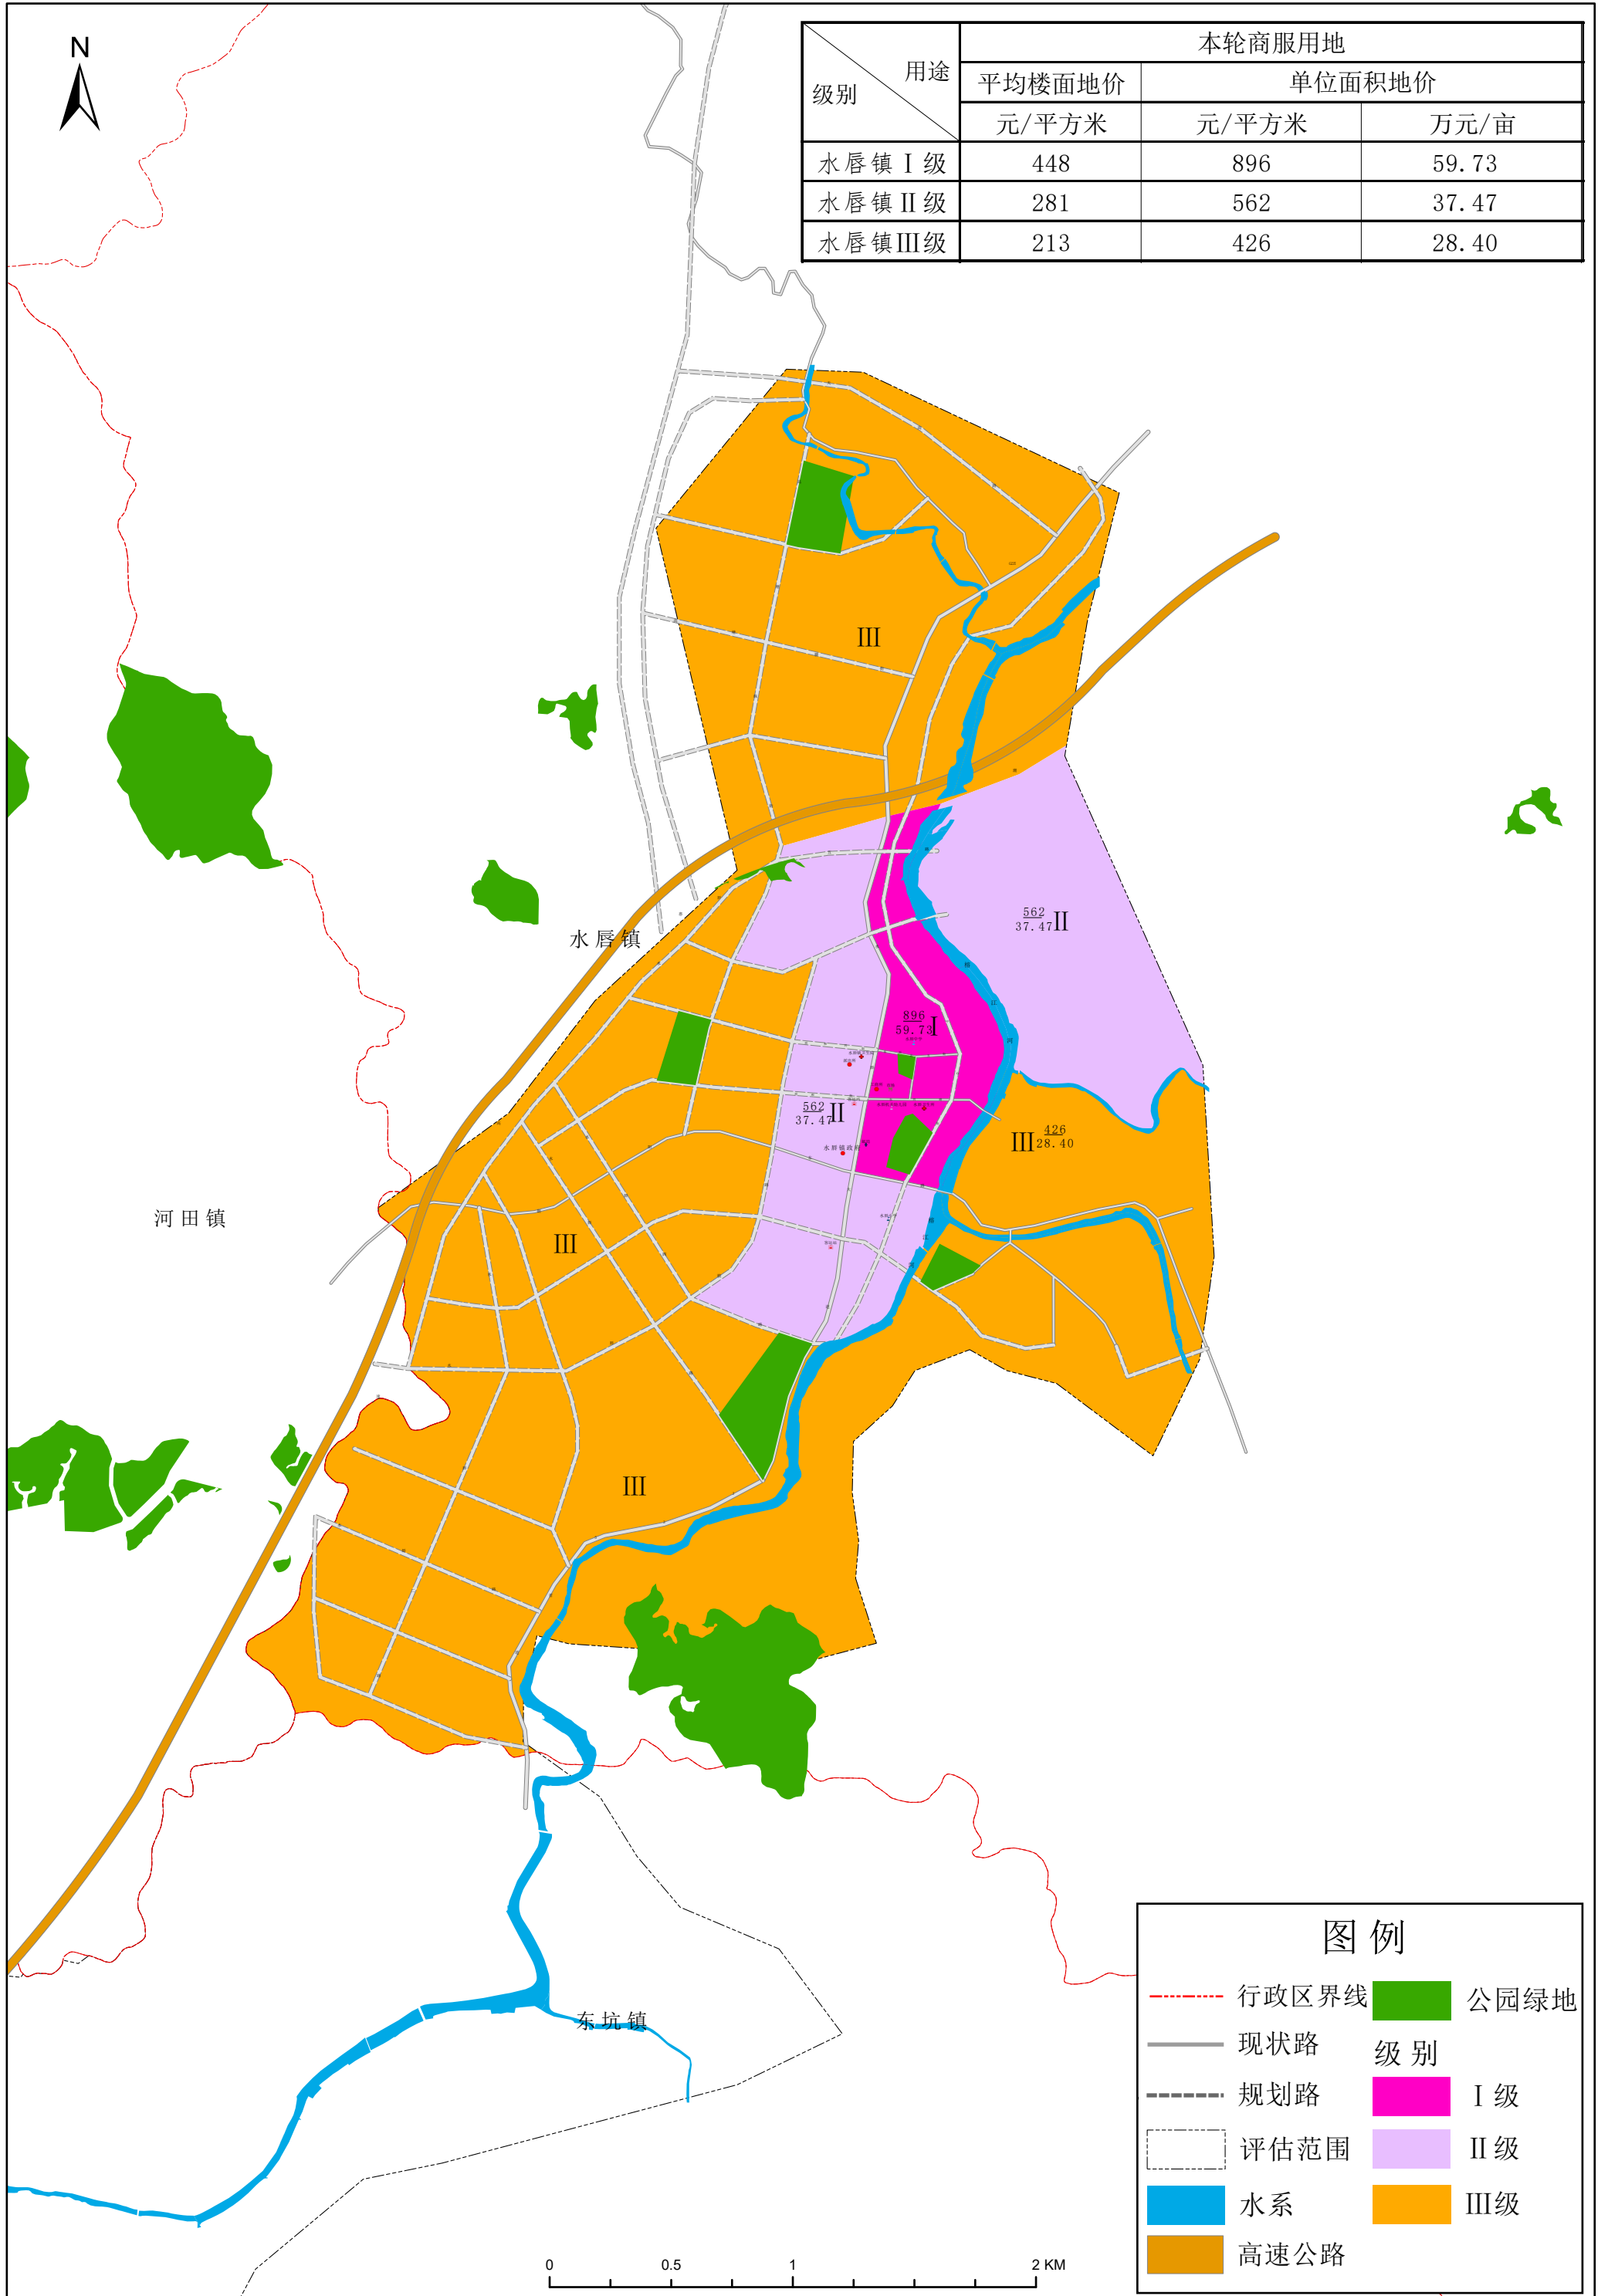 N
用途
级别
本轮商服用地
平均楼面地价
单位面积地价
元/平方米
元/平方米
万元/亩
水唇镇Ⅰ级 448 896 59.73
水唇镇Ⅱ级 281 562 37.47
水唇镇Ⅲ级 213 426 28.40
Ⅲ
水唇镇
562
37.47
Ⅱ
896
59.73
Ⅰ
562
37.47
Ⅱ
Ⅲ
426
28.40
水唇镇政府
河田镇
Ⅲ
Ⅲ
东坑镇
图例
行政区界线
公园绿地
现状路
级别
规划路
Ⅰ级
评估范围
Ⅱ级
水系
Ⅲ级
高速公路
0 0.5 1 2 KM